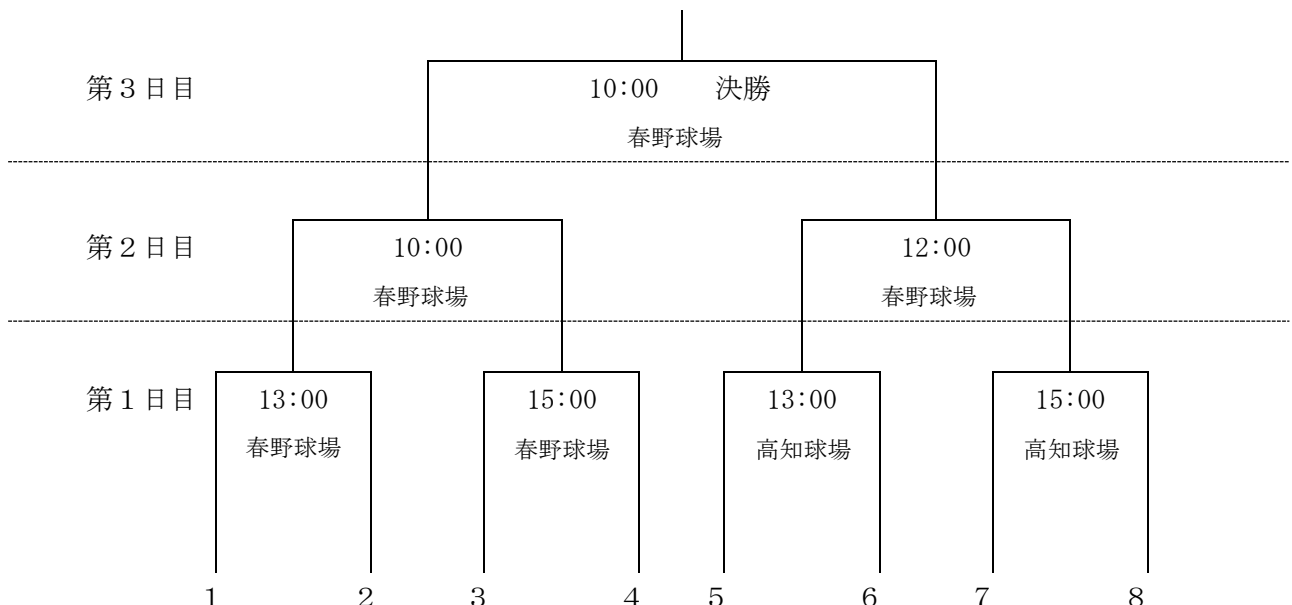 第３日目 10:00 決勝
春野球場
第２日目 10:00 12:00
春野球場 春野球場
第１日目 13:00 15:00 13:00 15:00
春野球場 春野球場 高知球場 高知球場
1 2 3 4 5 6 7 8